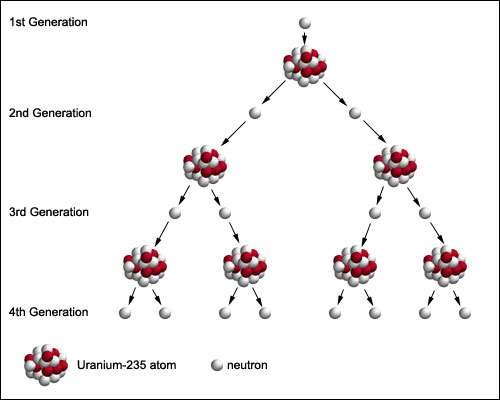 1st Generation
2nd Generation
3rd Generation
4th Generation
Uranium-235 atom
neutron